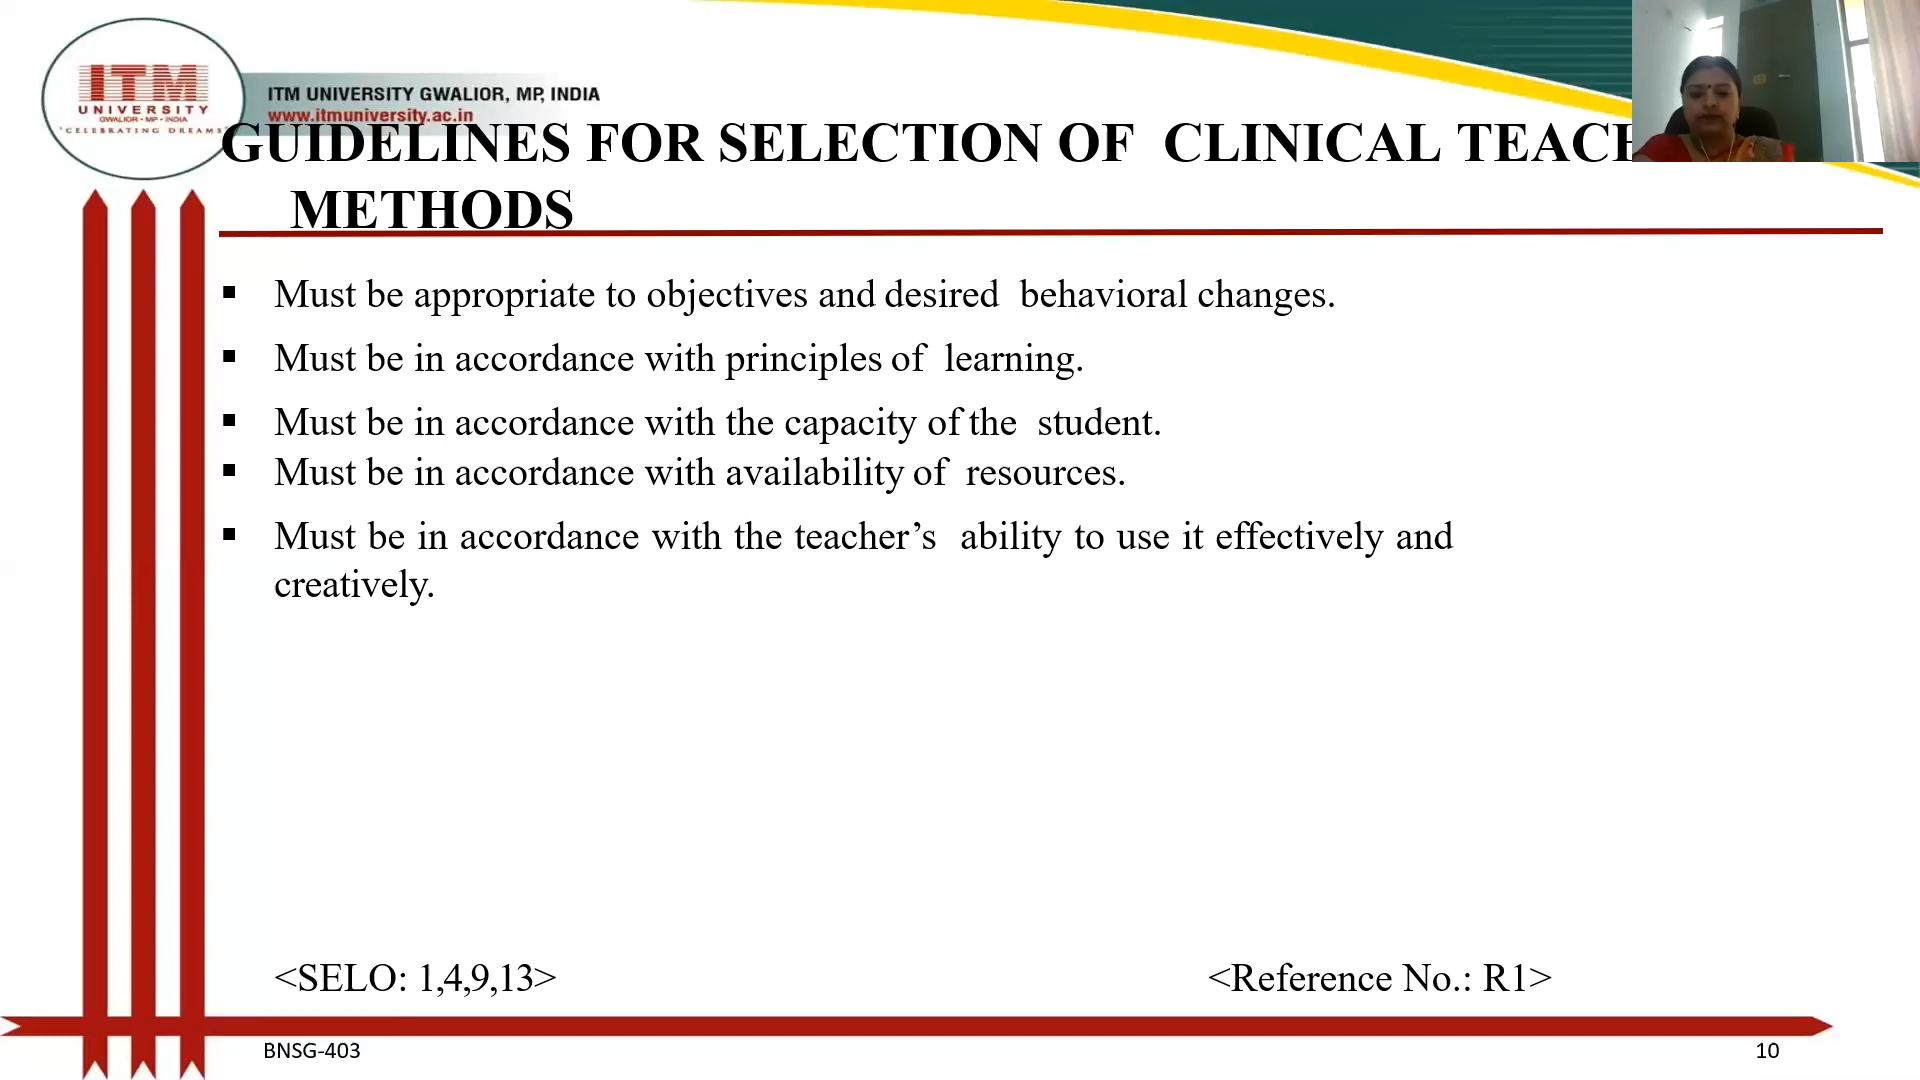 ITM
UNIVERSITY
GWALIOR • MP • INDIA
"CELEBRATING DREAMS
ITM UNIVERSITY GWALIOR, MP, INDIA
www.itmuniversity.ac.in
GUIDELINES FOR SELECTION OF CLINICAL
METHODS
▪ Must be appropriate to objectives and desired behavioral changes.
▪ Must be in accordance with principles of learning.
▪ Must be in accordance with the capacity of the student.
▪ Must be in accordance with availability of resources.
▪ Must be in accordance with the teacher’s ability to use it effectively and
creatively.
<SELO: 1,4,9,13> <Reference No.: R1>
BNSG-403 10